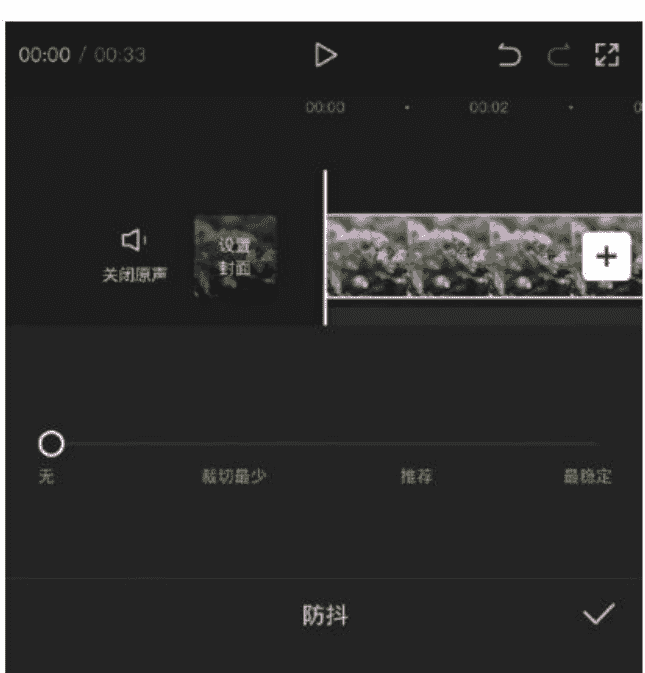 00:00 / 00:33
00:00 · 00:02 ·
设置
封面
关闭原声
无 裁切最少 推荐 最稳定
防抖